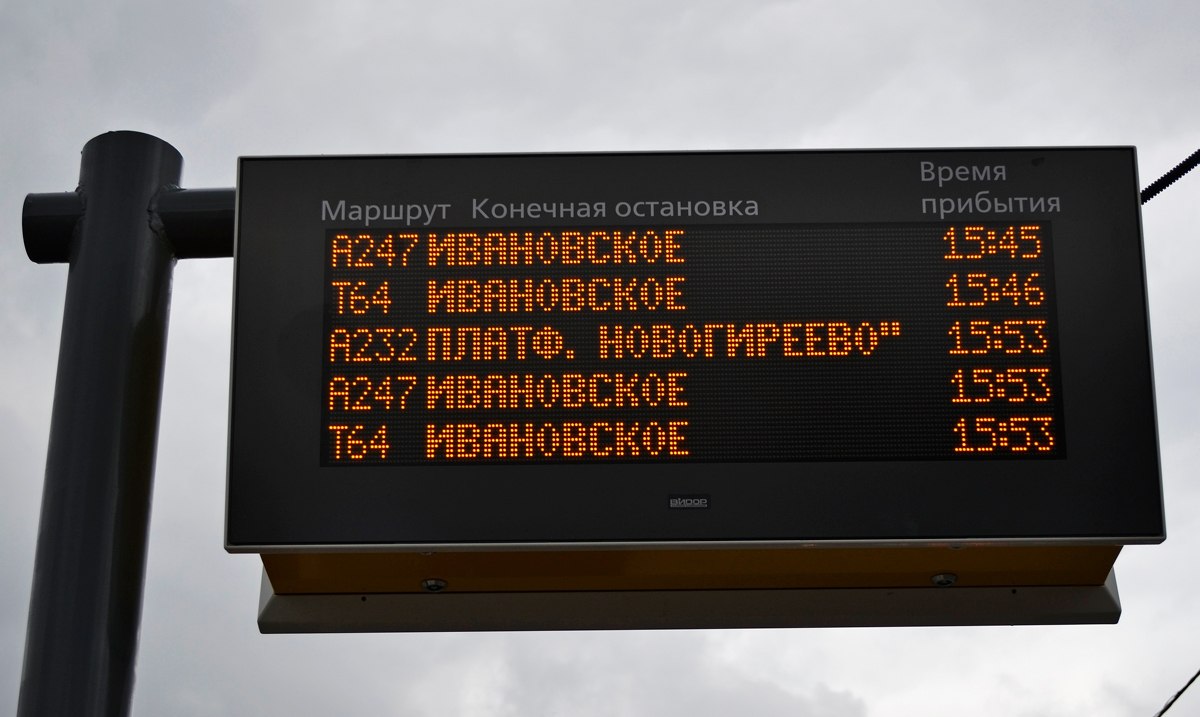 Время
Маршрут Конечная остановка прибытия
А247 ИВАНОВСКОЕ 15:45
Т64 ИВАНОВСКОЕ 15:46
А232 ПЛАТФ. НОВОГИРЕЕВО" 15:53
А247 ИВАНОВСКОЕ 15:53
Т64 ИВАНОВСКОЕ 15:53
ВИДОР